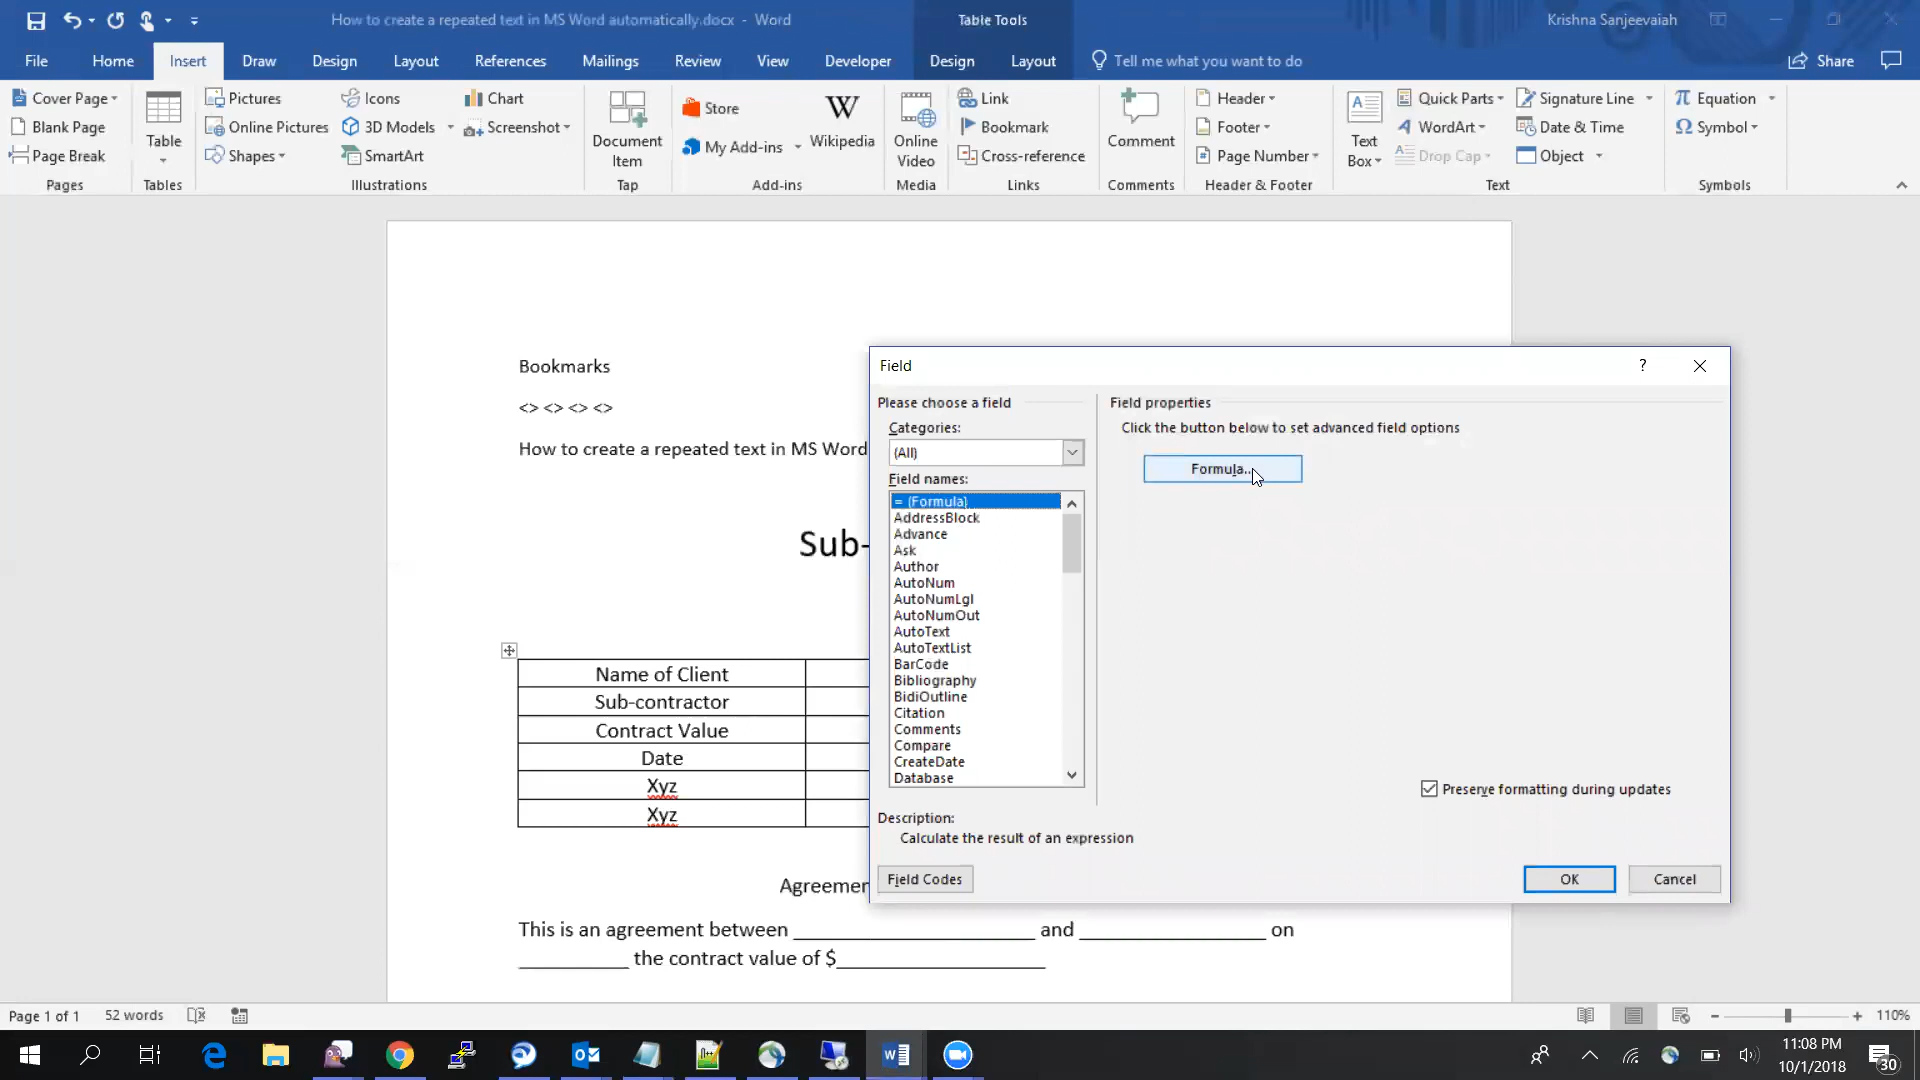 How to create a repeated text in MS Word automatically.docx - Word
Table Tools
Krishna Sanjeevaiah
File
Home
Insert
Draw
Design
Layout
References
Mailings
Review
View
Developer
Design
Layout
Tell me what you want to do
Share
Cover Page
Blank Page
Page Break
Pages
Table
Tables
Pictures
Online Pictures
Shapes
Icons
3D Models
SmartArt
Chart
Screenshot
Illustrations
Document
Item
Tap
Store
My Add-ins
W
Wikipedia
Add-ins
Online
Video
Media
Link
Bookmark
Cross-reference
Links
Comment
Comments
Header
Footer
Page Number
Header & Footer
Text
Box
Quick Parts
WordArt
Drop Cap
Signature Line
Date & Time
Object
Text
Equation
Symbol
Symbols
Bookmarks
<> <> <> <>
How to create a repeated text in MS Word
Sub-
Name of Client
Sub-contractor
Contract Value
Date
Xyz
Xyz
Agreemen
This is an agreement between ________________________ and __________________ on
___________ the contract value of $_____________________
Field
?
Please choose a field
Categories:
(All)
Field names:
= (Formula)
AddressBlock
Advance
Ask
Author
AutoNum
AutoNumLgl
AutoNumOut
AutoText
AutoTextList
BarCode
Bibliography
BidiOutline
Citation
Comments
Compare
CreateDate
Database
Field properties
Click the button below to set advanced field options
Formula...
Preserve formatting during updates
Description:
Calculate the result of an expression
Field Codes
OK
Cancel
Page 1 of 1
52 words
110%
11:08 PM
10/1/2018
30